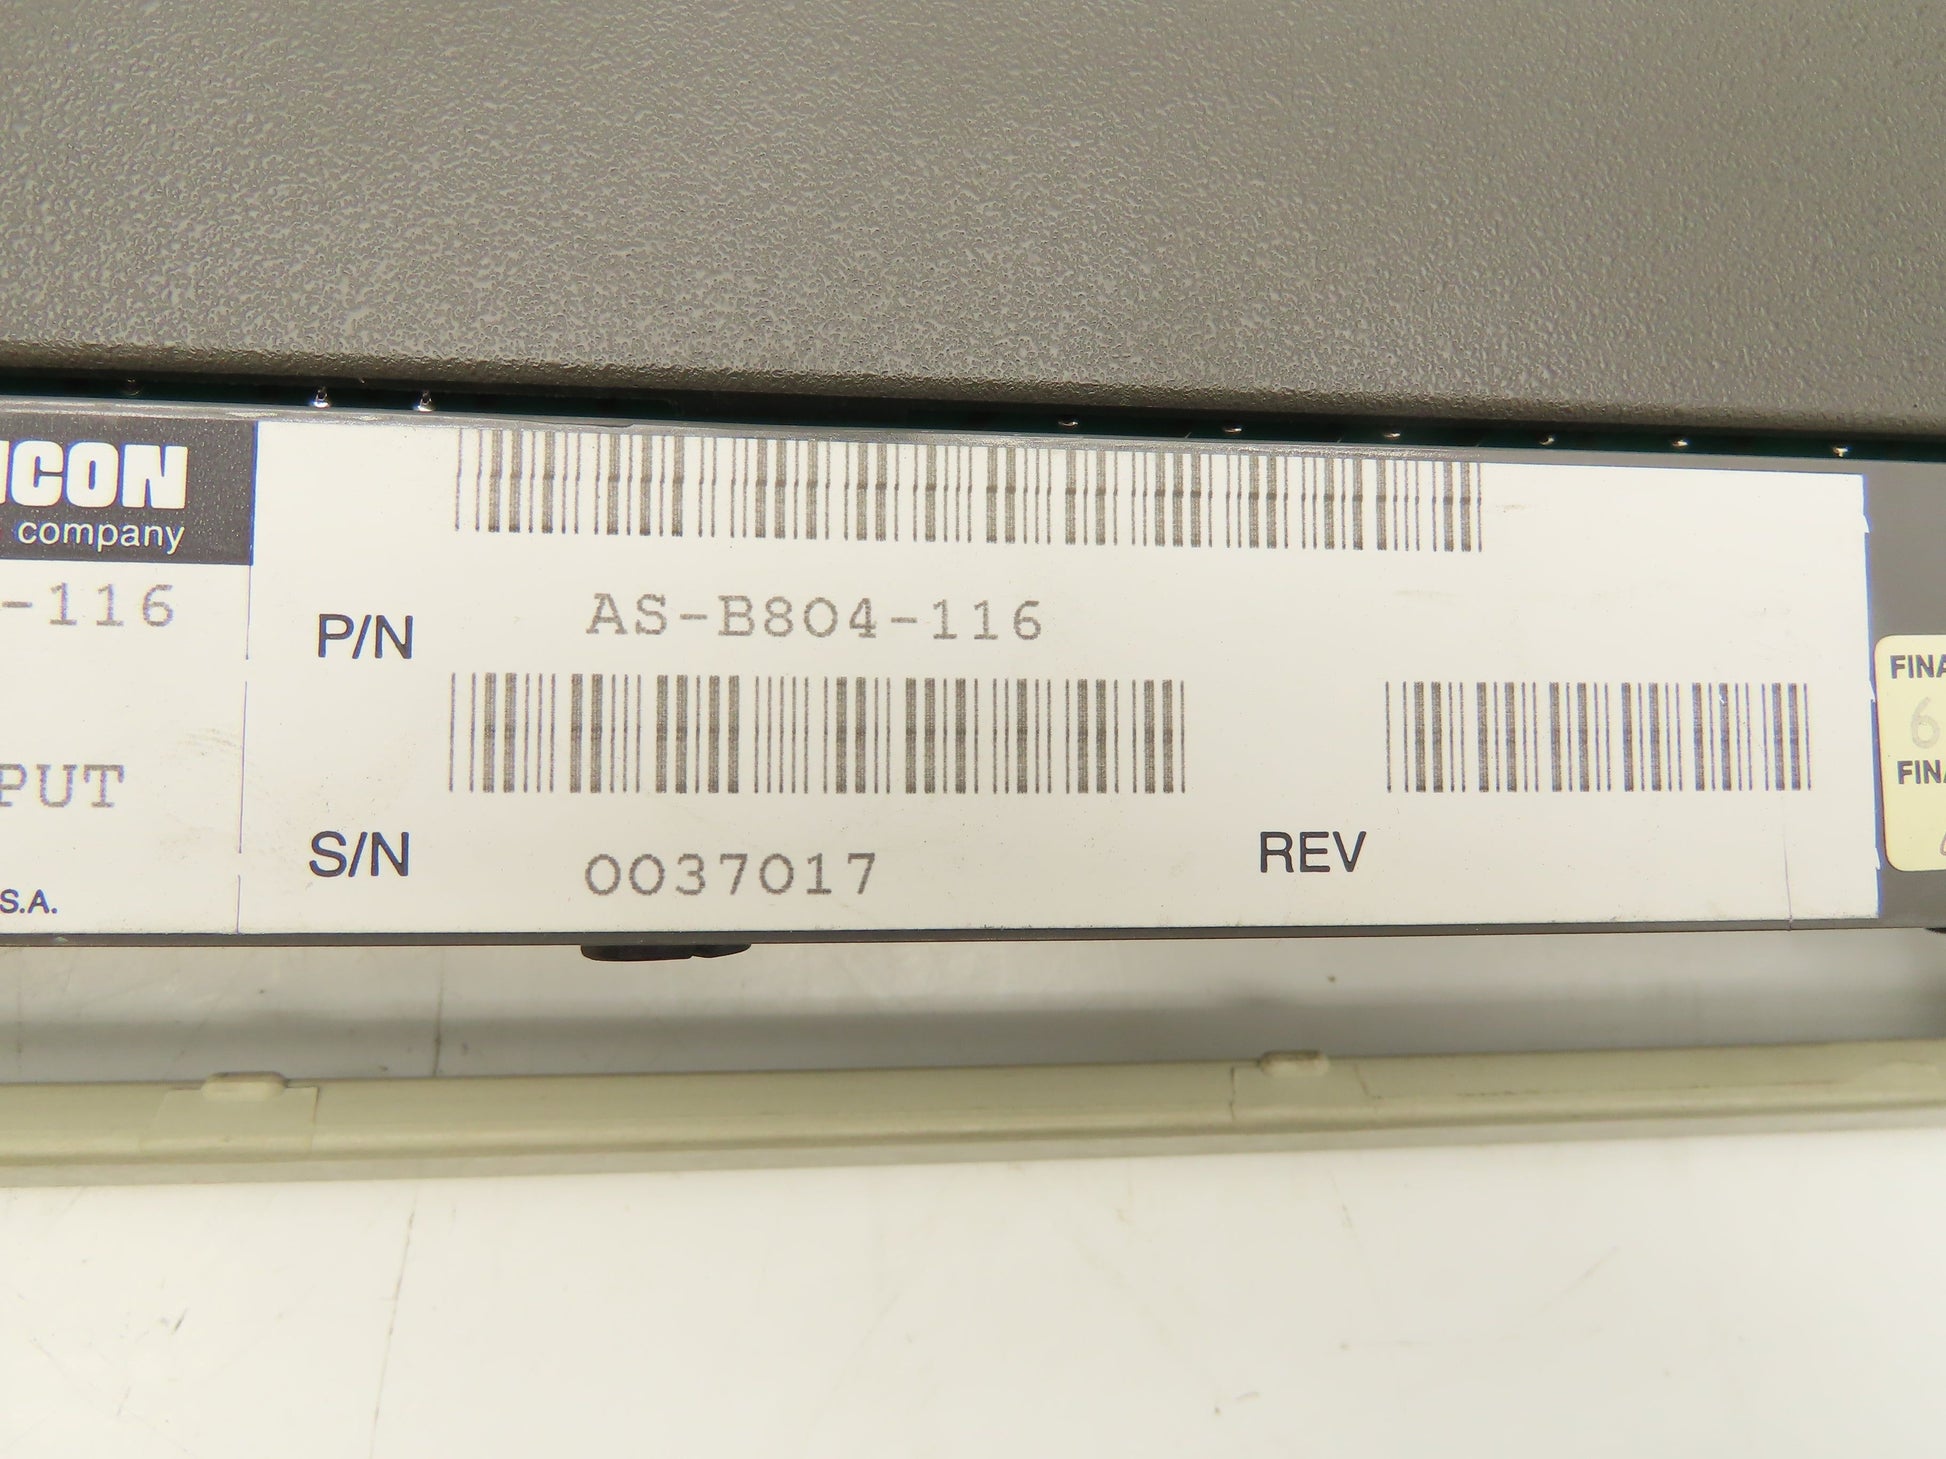 ICON
company
-116
PUT
S.A.
P/N AS-B804-116
S/N 0037017
REV
FINA
6
FINA